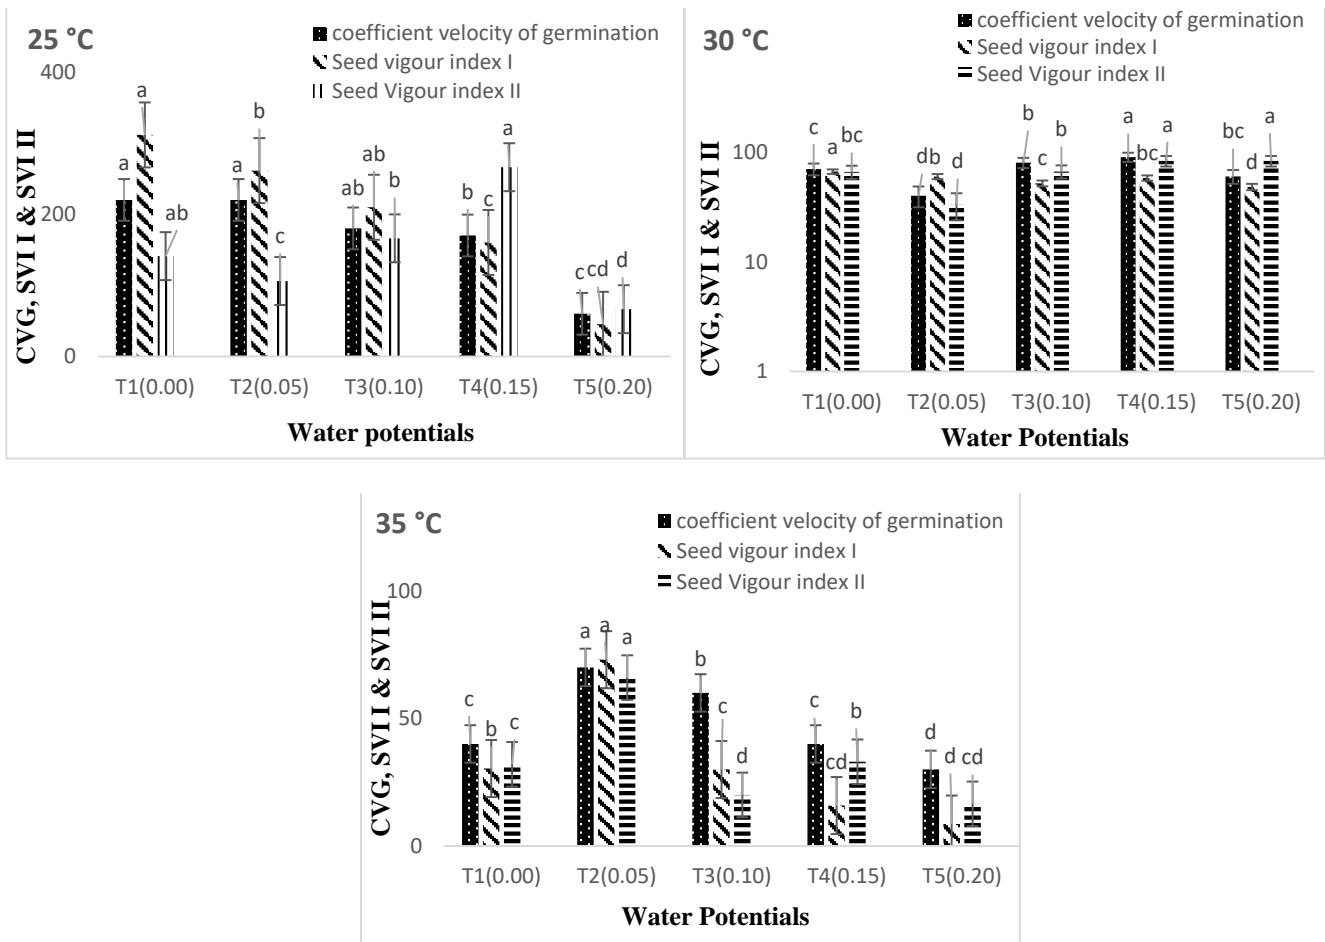 25 °C
coefficient velocity of germination
Seed vigour index I
Seed Vigour index II
CVG, SVI I & SVI II
400
200
0
a a ab
a b c
ab ab b
b c a
c cd d
T1(0.00) T2(0.05) T3(0.10) T4(0.15) T5(0.20)
Water potentials
30 °C
coefficient velocity of germination
Seed vigour index I
Seed Vigour index II
CVG, SVI I & SVI II
100
10
1
c a bc
d b d
b c b
a bc a
bc d a
T1(0.00) T2(0.05) T3(0.10) T4(0.15) T5(0.20)
Water Potentials
35 °C
coefficient velocity of germination
Seed vigour index I
Seed Vigour index II
CVG, SVI I & SVI II
100
50
0
c b c
a a a
b c d
c cd b
d d cd
T1(0.00) T2(0.05) T3(0.10) T4(0.15) T5(0.20)
Water Potentials